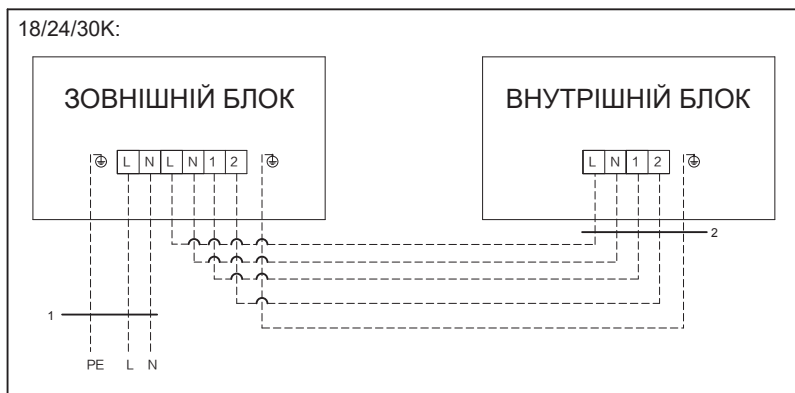 18/24/30K:
ЗОВНІШНІЙ БЛОК
ВНУТРІШНІЙ БЛОК
L N L N 1 2
L N 1 2
2
1
PE L N